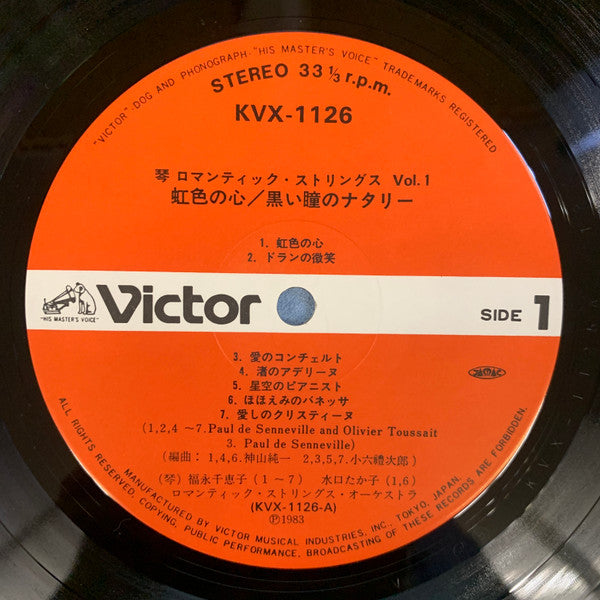 "VICTOR"-DOG AND PHONOGRAPH-"HIS MASTER'S VOICE" TRADEMARKS REGISTERED
STEREO 33 ⅓ r.p.m.
KVX-1126
琴 ロマンティック・ストリングス Vol.1
虹色の心/黒い瞳のナタリー
1. 虹色の心
2. ドランの微笑
"HIS MASTER'S VOICE"
Victor
SIDE 1
3. 愛のコンチェルト
4. 渚のアデリーヌ
5. 星空のピアニスト
6. ほほえみのバネッサ
7. 愛しのクリスティーヌ
JASRAC
(1,2,4 ~7. Paul de Senneville and Olivier Toussait
3. Paul de Senneville)
(編曲:1,4,6.神山純一 2,3,5,7.小六禮次郎)
(琴) 福永千恵子(1~7) 水口たか子(1,6)
ロマンティック・ストリングス・オーケストラ
(KVX-1126-A)
Ⓟ1983
ALL RIGHTS RESERVED. COPYING, PUBLIC PERFORMANCE, BROADCASTING OF THESE RECORDS ARE FORBIDDEN.
MANUFACTURED BY VICTOR MUSICAL INDUSTRIES, INC., TOKYO, JAPAN.